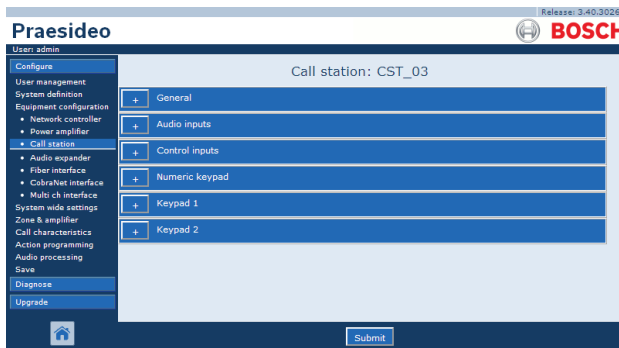 Release: 3.40.3026
Praesideo
BOSCH
User: admin
Configure
User management
System definition
Equipment configuration
• Network controller
• Power amplifier
• Call station
• Audio expander
• Fiber interface
• CobraNet interface
• Multi ch interface
System wide settings
Zone & amplifier
Call characteristics
Action programming
Audio processing
Save
Diagnose
Upgrade
Call station: CST_03
+ General
+ Audio inputs
+ Control inputs
+ Numeric keypad
+ Keypad 1
+ Keypad 2
Submit